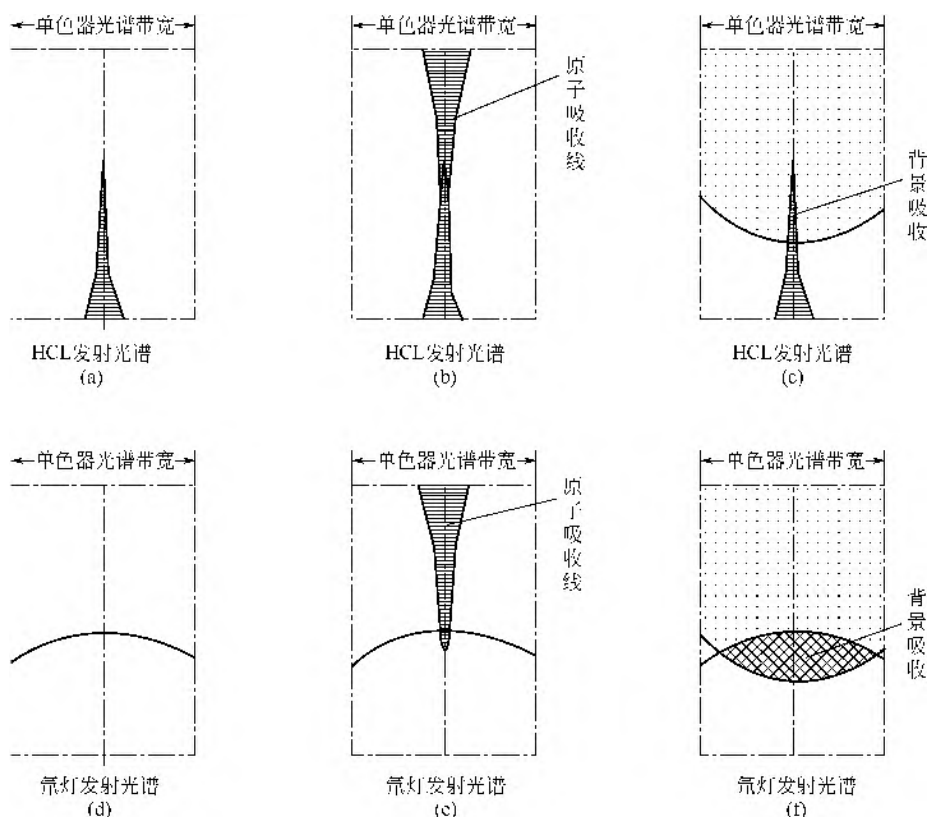 单色器光谱带宽
单色器光谱带宽
单色器光谱带宽
原子吸收线
背景吸收
HCL发射光谱
(a)
HCL发射光谱
(b)
HCL发射光谱
(c)
单色器光谱带宽
单色器光谱带宽
单色器光谱带宽
原子吸收线
背景吸收
氘灯发射光谱
(d)
氘灯发射光谱
(e)
氘灯发射光谱
(f)